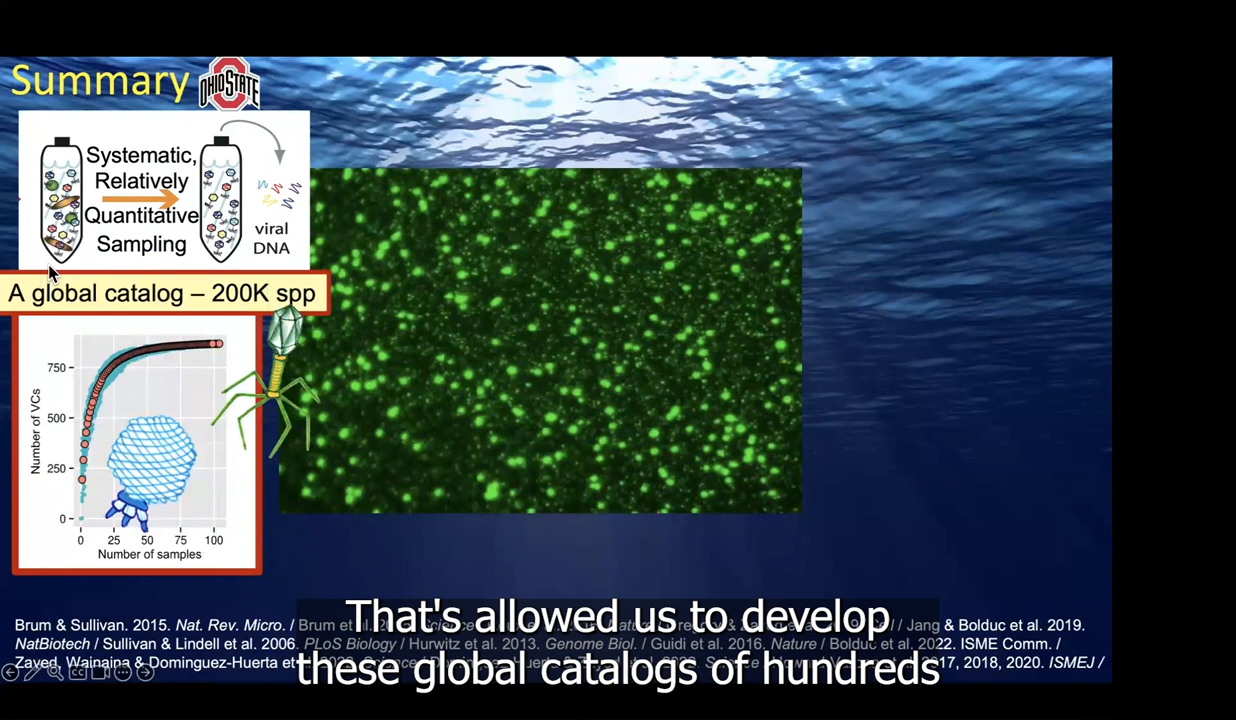 Summary
OHIO STATE
Systematic,
Relatively
Quantitative
Sampling
viral
DNA
A global catalog – 200K spp
Number of VCs
750
500
250
0
0 25 50 75 100
Number of samples
Brum & Sullivan. 2015. Nat. Rev. Micro. / Brum et / Jang & Bolduc et al. 2019.
NatBiotech / Sullivan & Lindell et al. 2006. PLoS Biology / Hurwitz et al. 2013. Genome Biol. / Guidi et al. 2016. Nature / Bolduc et al. 2022. ISME Comm. /
Zayed, Wainaina & Dominguez-Huerta et 2017, 2018, 2020. ISMEJ /
That's allowed us to develop
these global catalogs of hundreds